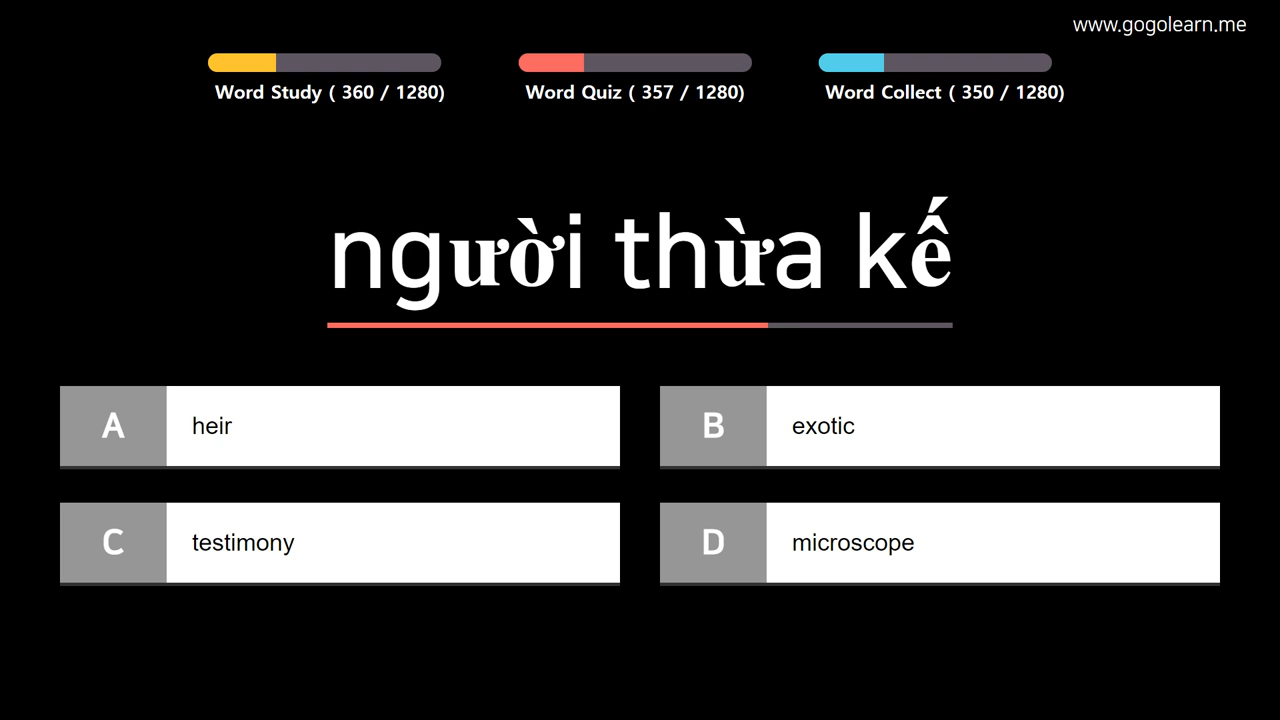 www.gogolearn.me
Word Study ( 360 / 1280)
Word Quiz ( 357 / 1280)
Word Collect ( 350 / 1280)
người thừa kế
A heir
B exotic
C testimony
D microscope